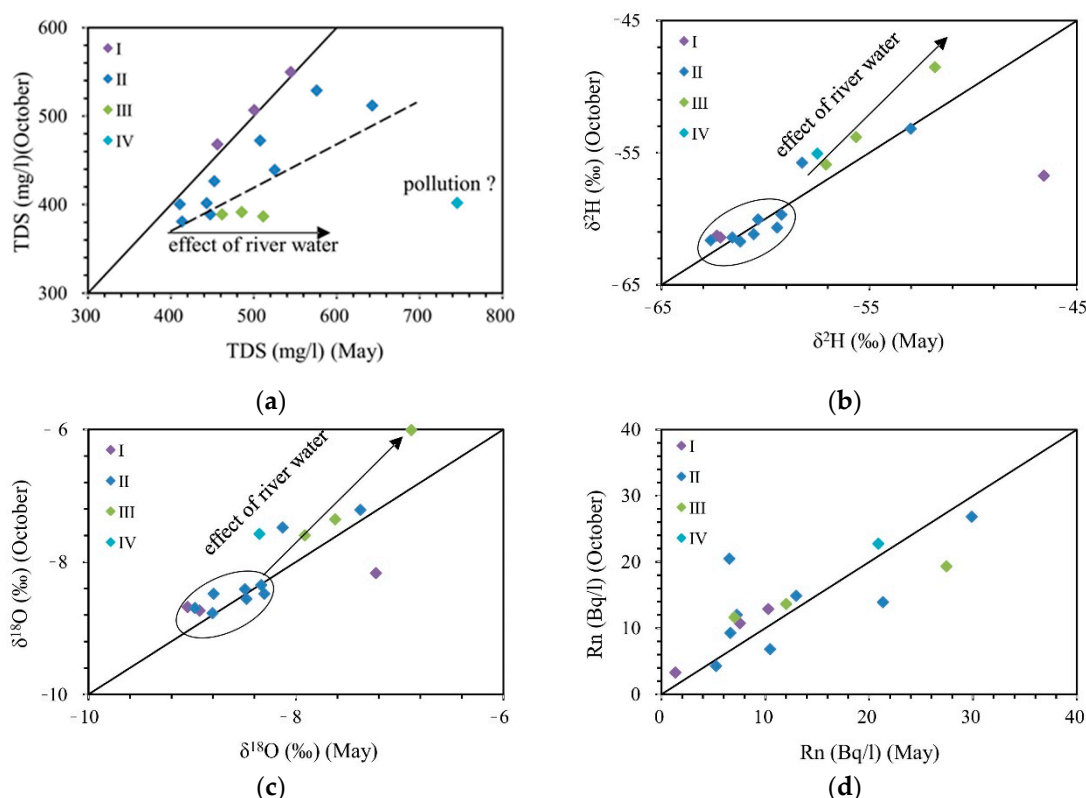 TDS (mg/l)(October)
600
500
400
300
I
II
III
IV
pollution ?
effect of river water
300 400 500 600 700 800
TDS (mg/l) (May)
(a)
δ²H (‰) (October)
-45
-55
-65
I
II
III
IV
effect of river water
-65 -55 -45
δ²H (‰) (May)
(b)
δ¹⁸O (‰) (October)
- 6
- 8
- 10
I
II
III
IV
effect of river water
- 10 - 8 - 6
δ¹⁸O (‰) (May)
(c)
Rn (Bq/l) (October)
40
30
20
10
0
I
II
III
IV
0 10 20 30 40
Rn (Bq/l) (May)
(d)